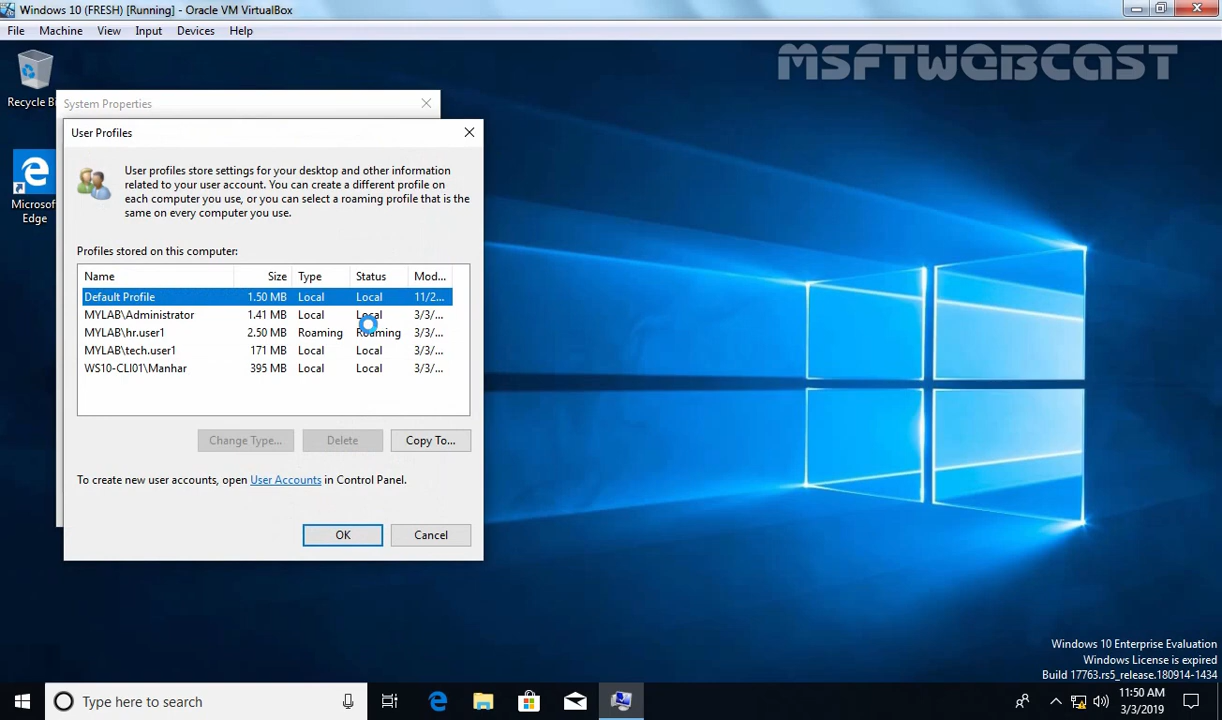 Windows 10 (FRESH) [Running] - Oracle VM VirtualBox
File Machine View Input Devices Help
MSFTWEBCAST
Recycle B
System Properties
User Profiles
User profiles store settings for your desktop and other information
related to your user account. You can create a different profile on
each computer you use, or you can select a roaming profile that is the
same on every computer you use.
Microsof
Edge
Profiles stored on this computer:
Name Size Type Status Mod...
Default Profile 1.50 MB Local Local 11/2...
MYLAB\Administrator 1.41 MB Local Local 3/3/...
MYLAB\hr.user1 2.50 MB Roaming Roaming 3/3/...
MYLAB\tech.user1 171 MB Local Local 3/3/...
WS10-CLI01\Manhar 395 MB Local Local 3/3/...
Change Type... Delete Copy To...
To create new user accounts, open User Accounts in Control Panel.
OK Cancel
Windows 10 Enterprise Evaluation
Windows License is expired
Build 17763.rs5_release.180914-1434
Type here to search
11:50 AM
3/3/2019